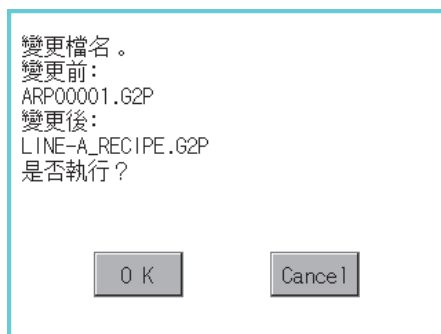 變更檔名。
變更前:
ARP00001.G2P
變更後:
LINE-A_RECIPE.G2P
是否執行？
OK
Cancel